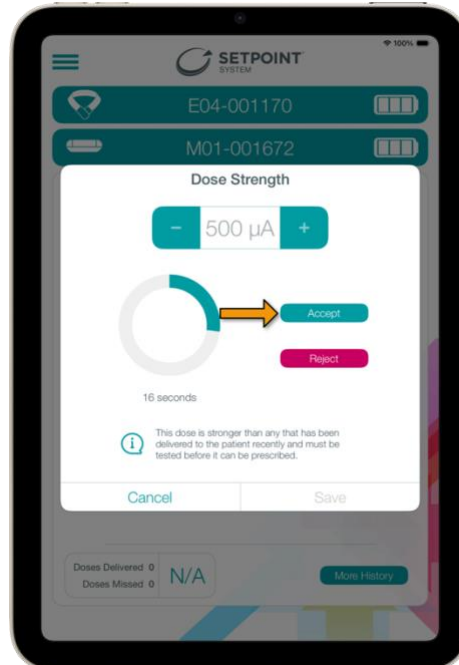 100%
SETPOINT
SYSTEM
E04-001170
M01-001672
Dose Strength
- 500 µA +
Accept
Reject
16 seconds
This dose is stronger than any that has been
delivered to the patient recently and must be
tested before it can be prescribed.
Cancel Save
Doses Delivered 0
Doses Missed 0
N/A
More History